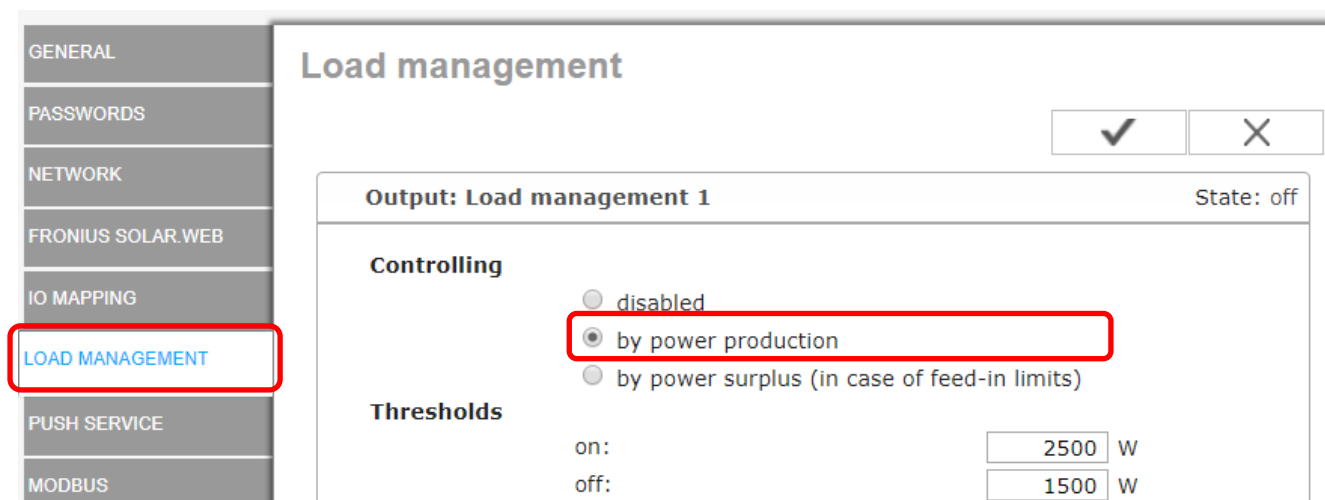 GENERAL
PASSWORDS
NETWORK
FRONIUS SOLAR.WEB
IO MAPPING
LOAD MANAGEMENT
PUSH SERVICE
MODBUS
Load management
Output: Load management 1 State: off
Controlling
disabled
by power production
by power surplus (in case of feed-in limits)
Thresholds
on: 2500 W
off: 1500 W